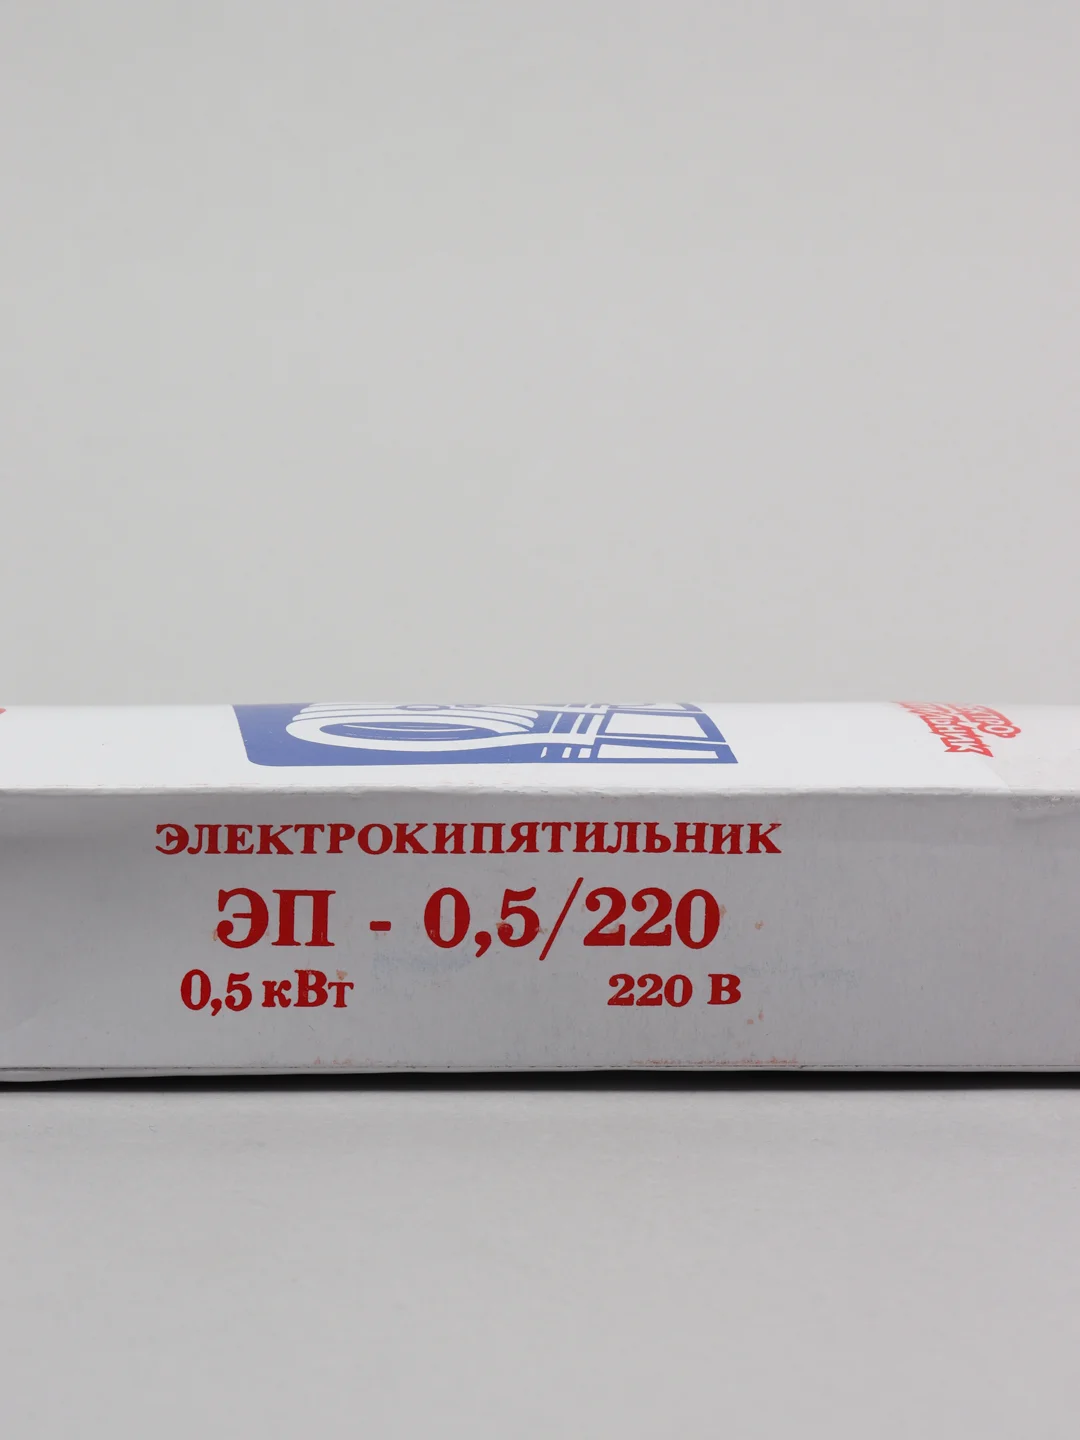 ЭЛЕКТРОКИПЯТИЛЬНИК
ЭП - 0,5/220
0,5 кВт 220 В